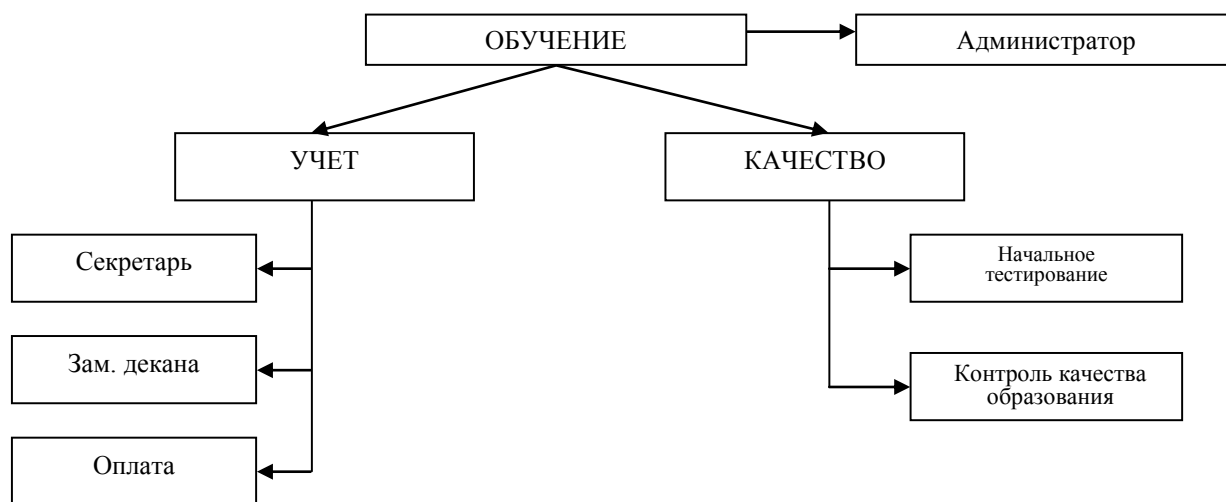 ОБУЧЕНИЕ
Администратор
УЧЕТ
КАЧЕСТВО
Секретарь
Начальное
тестирование
Зам. декана
Контроль качества
образования
Оплата